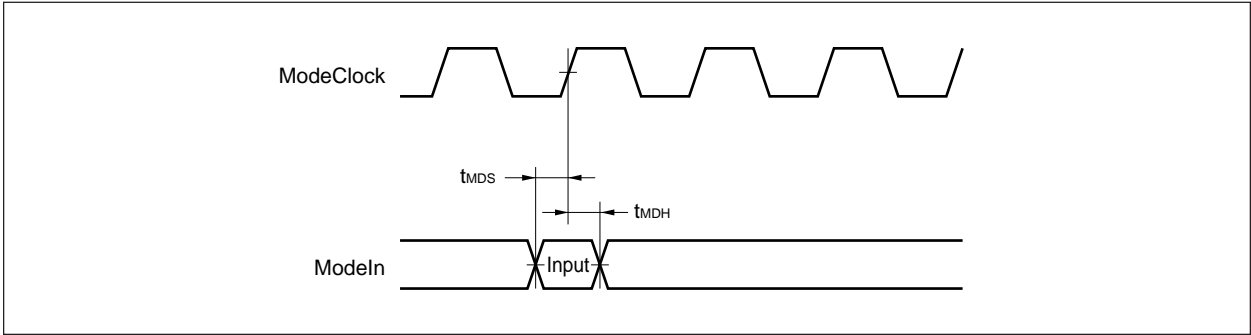 ModeClock
tMDS
tMDH
ModeIn
Input